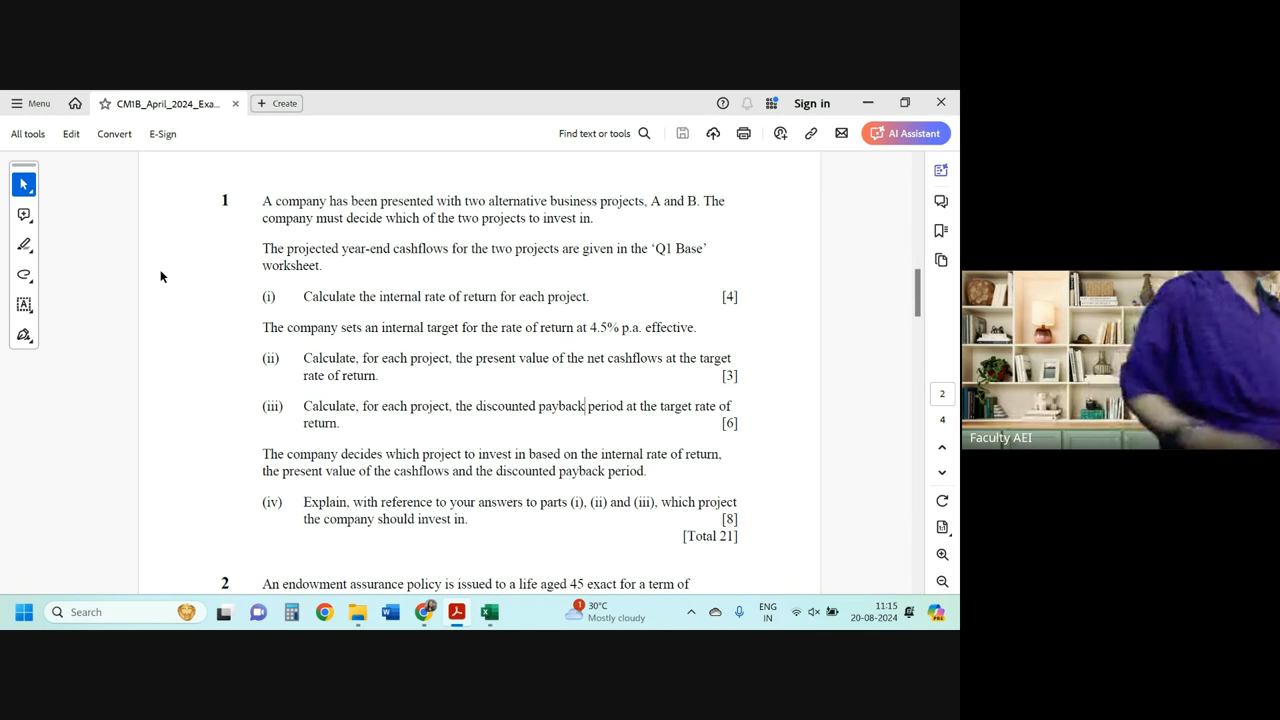 Menu
CM1B_April_2024_Exa...
Create
Sign in
All tools
Edit
Convert
E-Sign
Find text or tools
AI Assistant
1 A company has been presented with two alternative business projects, A and B. The
company must decide which of the two projects to invest in.
The projected year-end cashflows for the two projects are given in the ‘Q1 Base’
worksheet.
(i) Calculate the internal rate of return for each project. [4]
The company sets an internal target for the rate of return at 4.5% p.a. effective.
(ii) Calculate, for each project, the present value of the net cashflows at the target
rate of return. [3]
(iii) Calculate, for each project, the discounted payback period at the target rate of
return. [6]
The company decides which project to invest in based on the internal rate of return,
the present value of the cashflows and the discounted payback period.
(iv) Explain, with reference to your answers to parts (i), (ii) and (iii), which project
the company should invest in. [8]
[Total 21]
2 An endowment assurance policy is issued to a life aged 45 exact for a term of
2
4
Faculty AEI
Search
1
30°C
Mostly cloudy
ENG
IN
11:15
20-08-2024